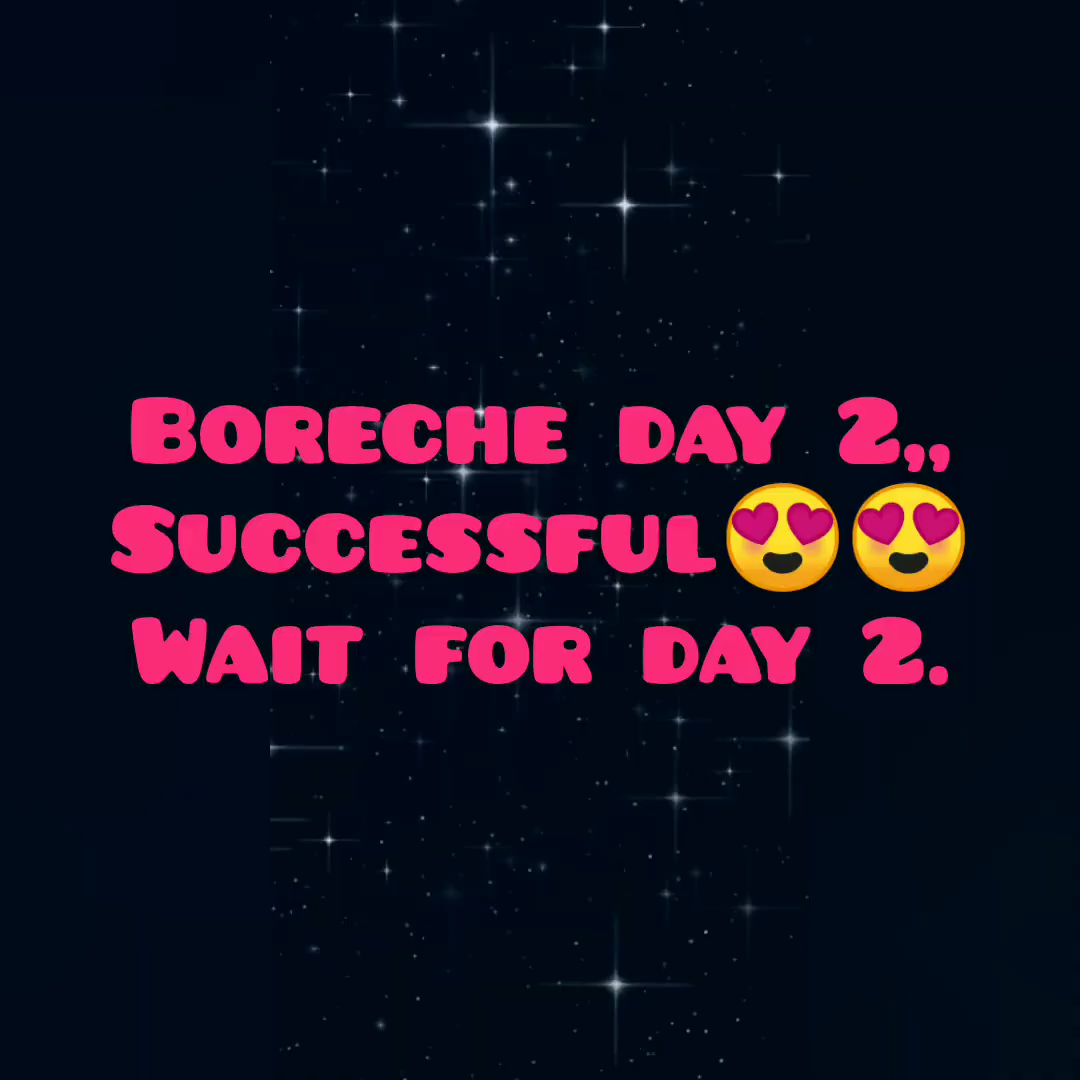 Boreche day 2,,
Successful😍😍
Wait for day 2.